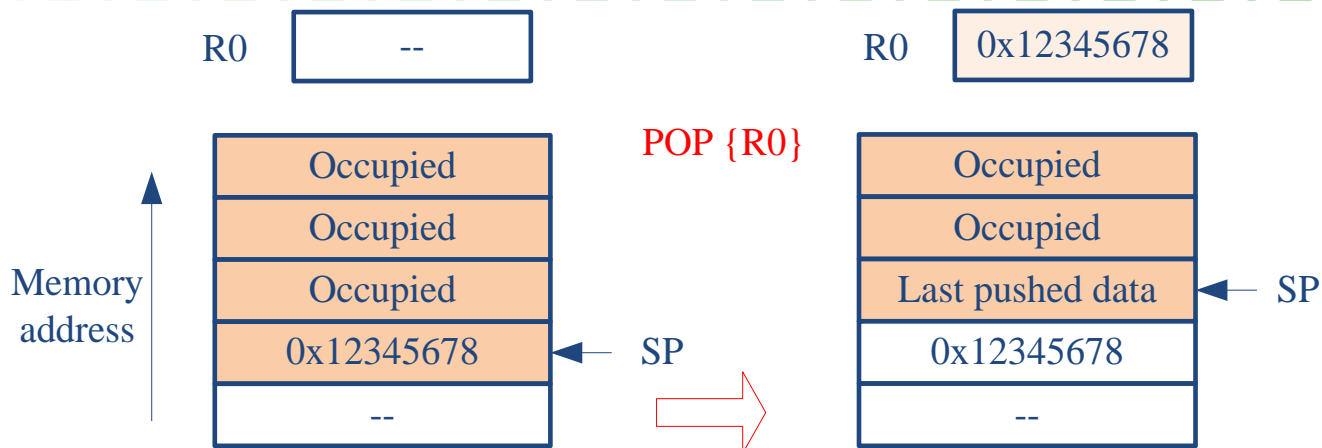 R0
--
R0
0x12345678
POP {R0}
Occupied
Occupied
Occupied
0x12345678
--
Memory
address
SP
Occupied
Occupied
Last pushed data
0x12345678
--
SP